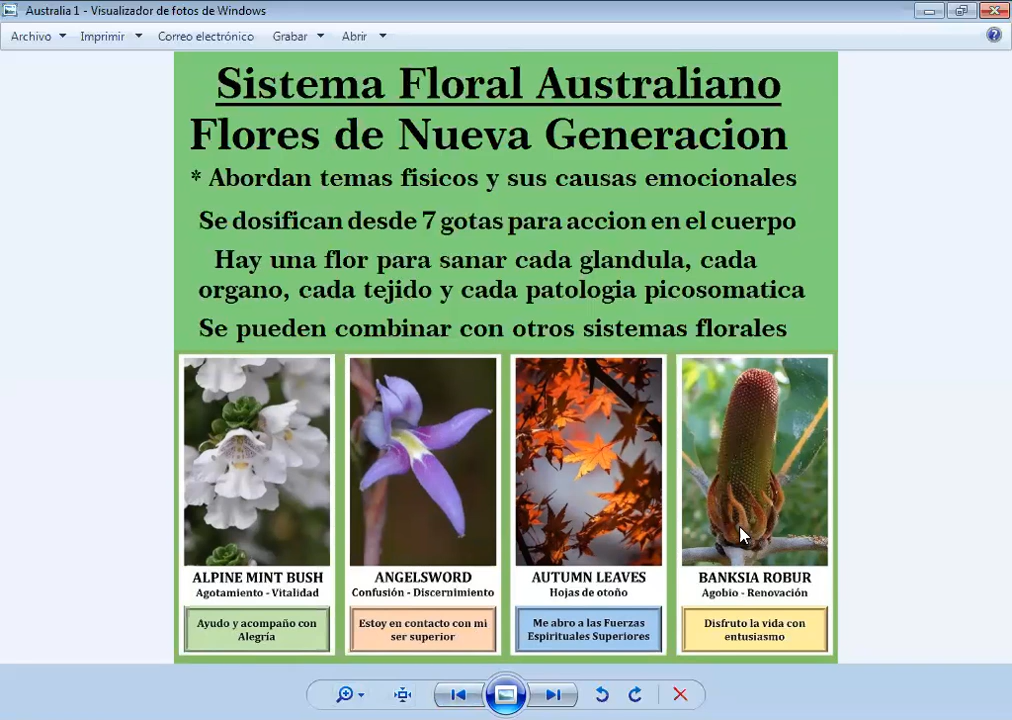 Australia 1 - Visualizador de fotos de Windows
Archivo Imprimir Correo electrónico Grabar Abrir
Sistema Floral Australiano
Flores de Nueva Generacion
* Abordan temas fisicos y sus causas emocionales
Se dosifican desde 7 gotas para accion en el cuerpo
Hay una flor para sanar cada glandula, cada
organo, cada tejido y cada patologia picosomatica
Se pueden combinar con otros sistemas florales
ALPINE MINT BUSH
Agotamiento - Vitalidad
Ayudo y acompaño con
Alegría
ANGELSWORD
Confusión - Discernimiento
Estoy en contacto con mi
ser superior
AUTUMN LEAVES
Hojas de otoño
Me abro a las Fuerzas
Espirituales Superiores
BANKSIA ROBUR
Agobio - Renovación
Disfruto la vida con
entusiasmo